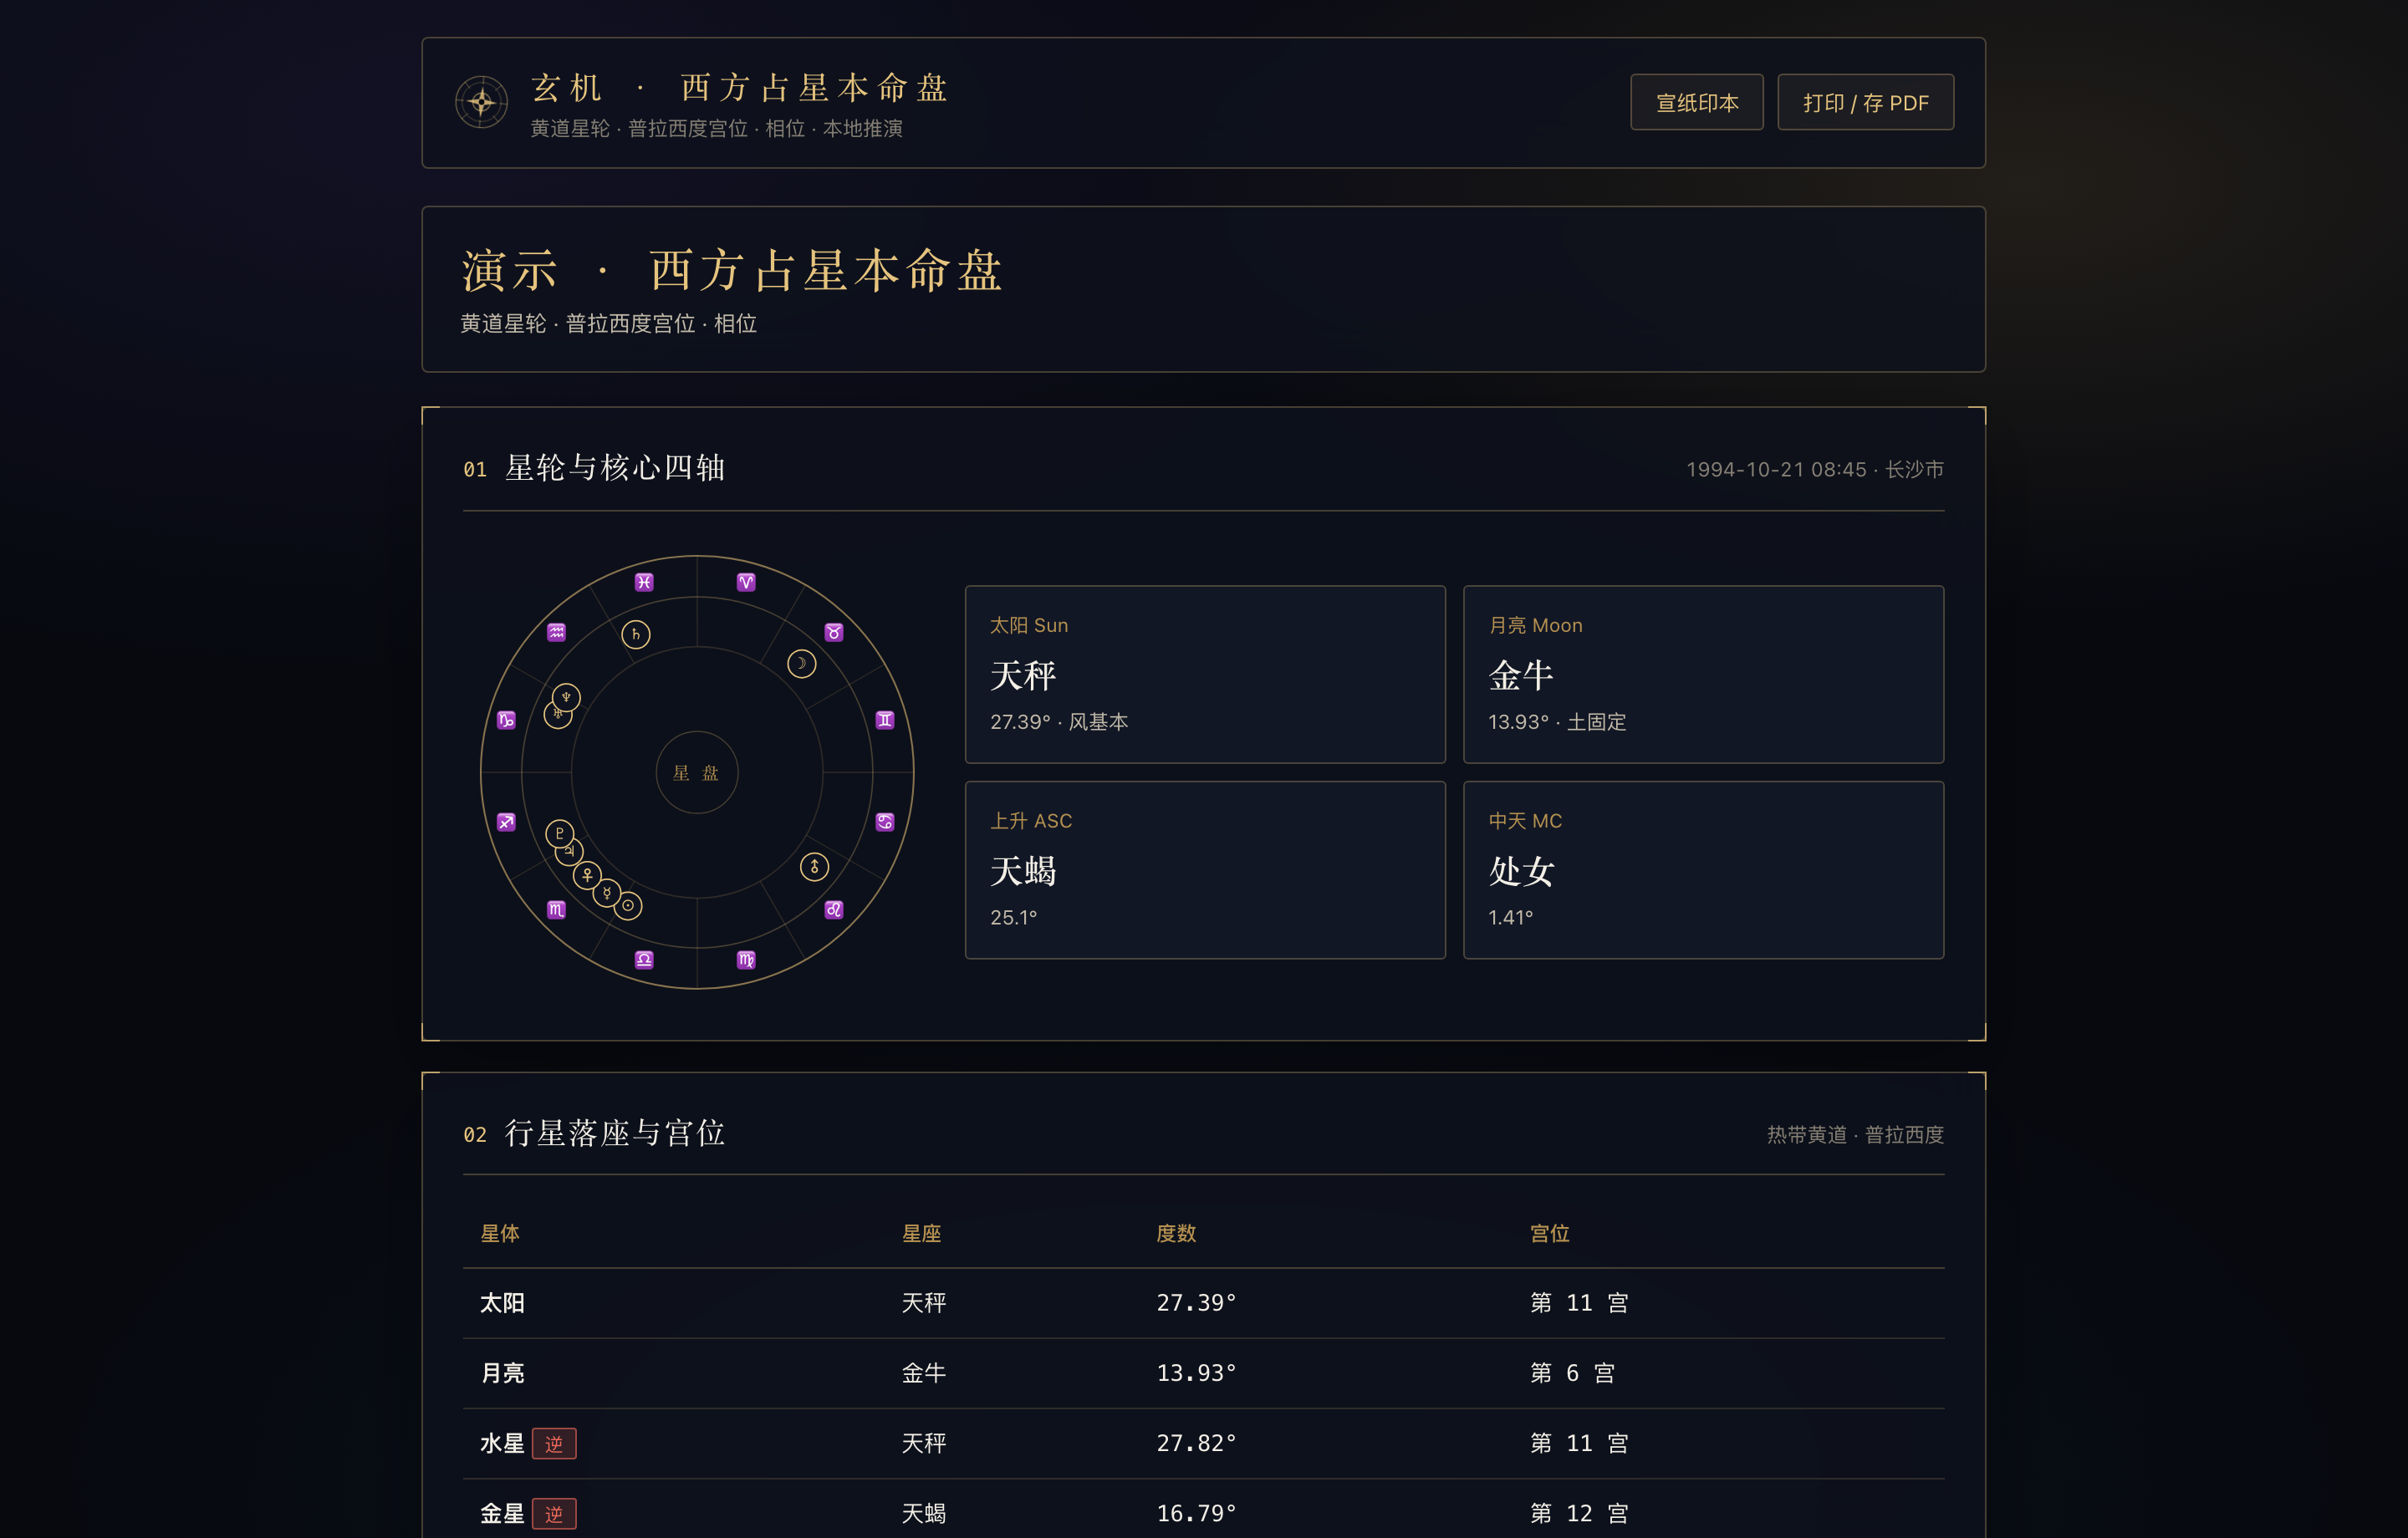 玄机 · 西方占星本命盘
黄道星轮 · 普拉西度宫位 · 相位 · 本地推演
宣纸印本
打印 / 存 PDF
演示 · 西方占星本命盘
黄道星轮 · 普拉西度宫位 · 相位
01 星轮与核心四轴
1994-10-21 08:45 · 长沙市
♓ ♈
♒ ♄ ♉
☽
♆
♑ ♅ ♊
星 盘
♐ ♇ ♋
♃
♀ ⚷
☿
♏ ☉ ♌
♎ ♍
太阳 Sun
天秤
27.39° · 风基本
月亮 Moon
金牛
13.93° · 土固定
上升 ASC
天蝎
25.1°
中天 MC
处女
1.41°
02 行星落座与宫位
热带黄道 · 普拉西度
星体 星座 度数 宫位
太阳 天秤 27.39° 第 11 宫
月亮 金牛 13.93° 第 6 宫
水星 逆 天秤 27.82° 第 11 宫
金星 逆 天蝎 16.79° 第 12 宫